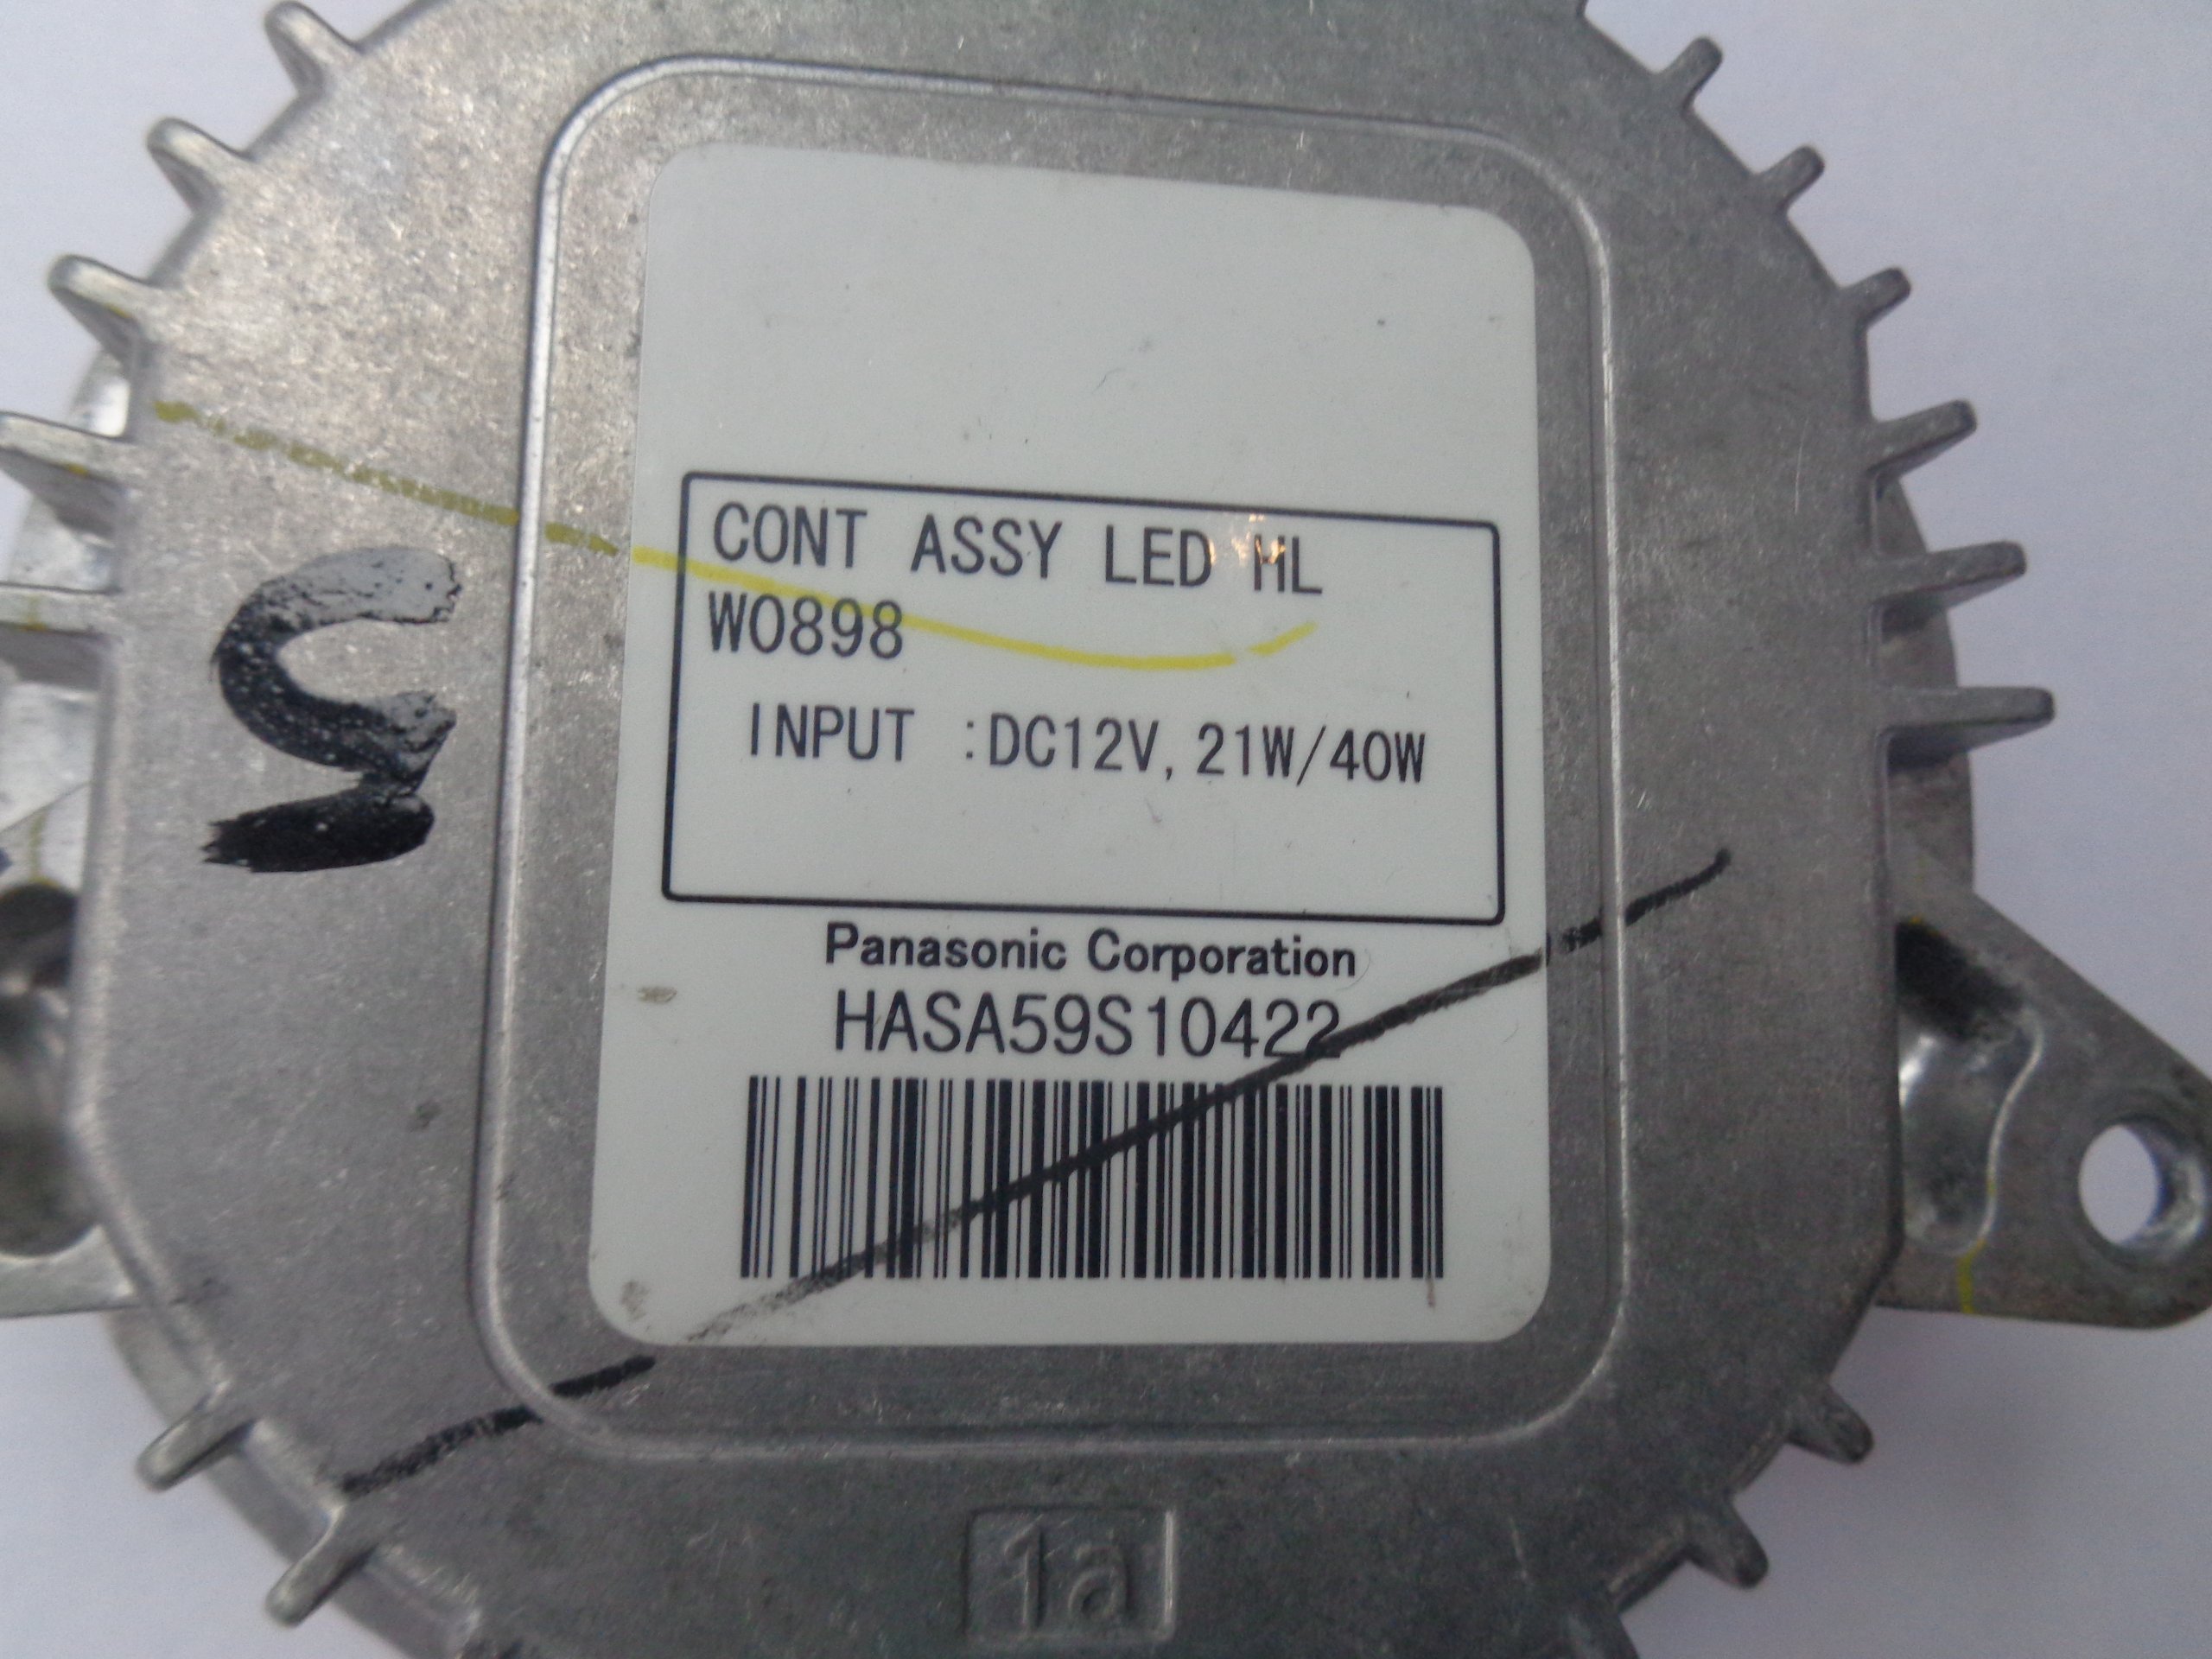 CONT ASSY LED HL
W0898
INPUT :DC12V, 21W/40W
Panasonic Corporation
HASA59S10422
1a